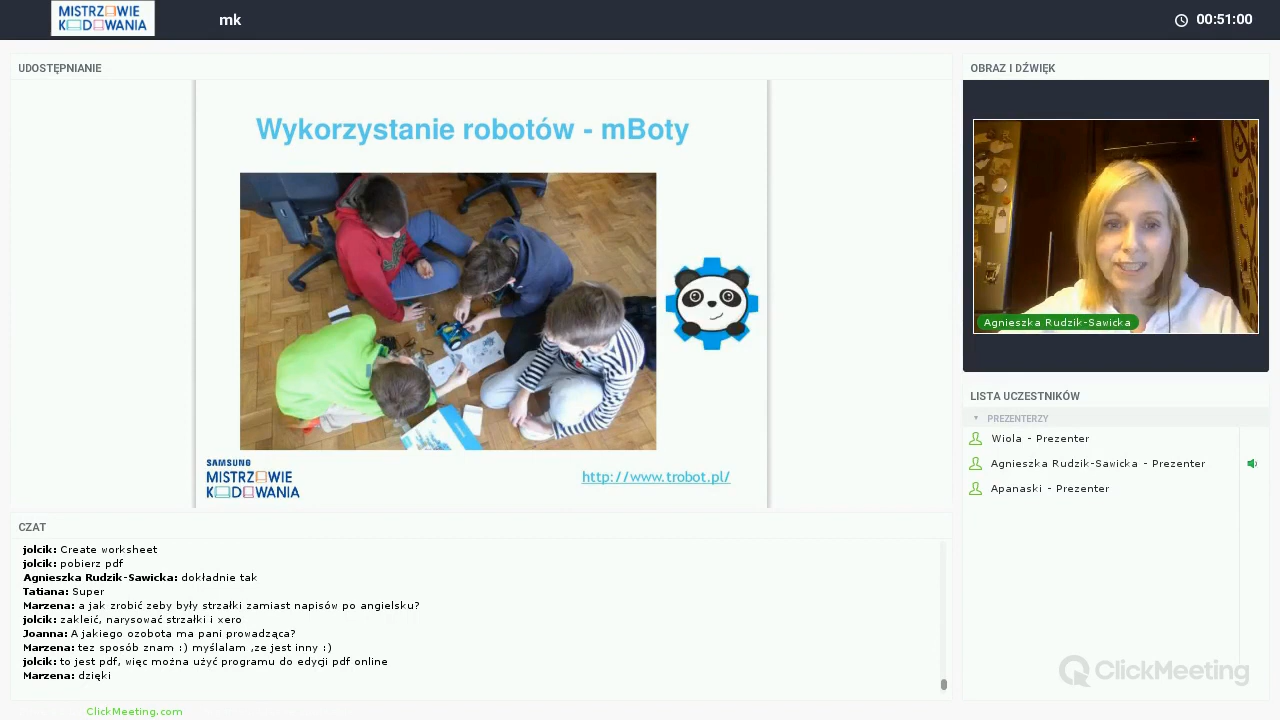 MISTRZOWIE
KODOWANIA
mk
00:51:00
UDOSTĘPNIANIE
Wykorzystanie robotów - mBoty
SAMSUNG
MISTRZOWIE
KODOWANIA
http://www.trobot.pl/
OBRAZ I DŹWIĘK
Agnieszka Rudzik-Sawicka
LISTA UCZESTNIKÓW
PREZENTERZY
Wiola - Prezenter
Agnieszka Rudzik-Sawicka - Prezenter
Apanaski - Prezenter
ClickMeeting
CZAT
jolcik: Create worksheet
jolcik: pobierz pdf
Agnieszka Rudzik-Sawicka: dokładnie tak
Tatiana: Super
Marzena: a jak zrobić zeby były strzałki zamiast napisów po angielsku?
jolcik: zakleić, narysować strzałki i xero
Joanna: A jakiego ozobota ma pani prowadząca?
Marzena: tez sposób znam :) myślalam ,ze jest inny :)
jolcik: to jest pdf, więc można użyć programu do edycji pdf online
Marzena: dzięki
ClickMeeting.com